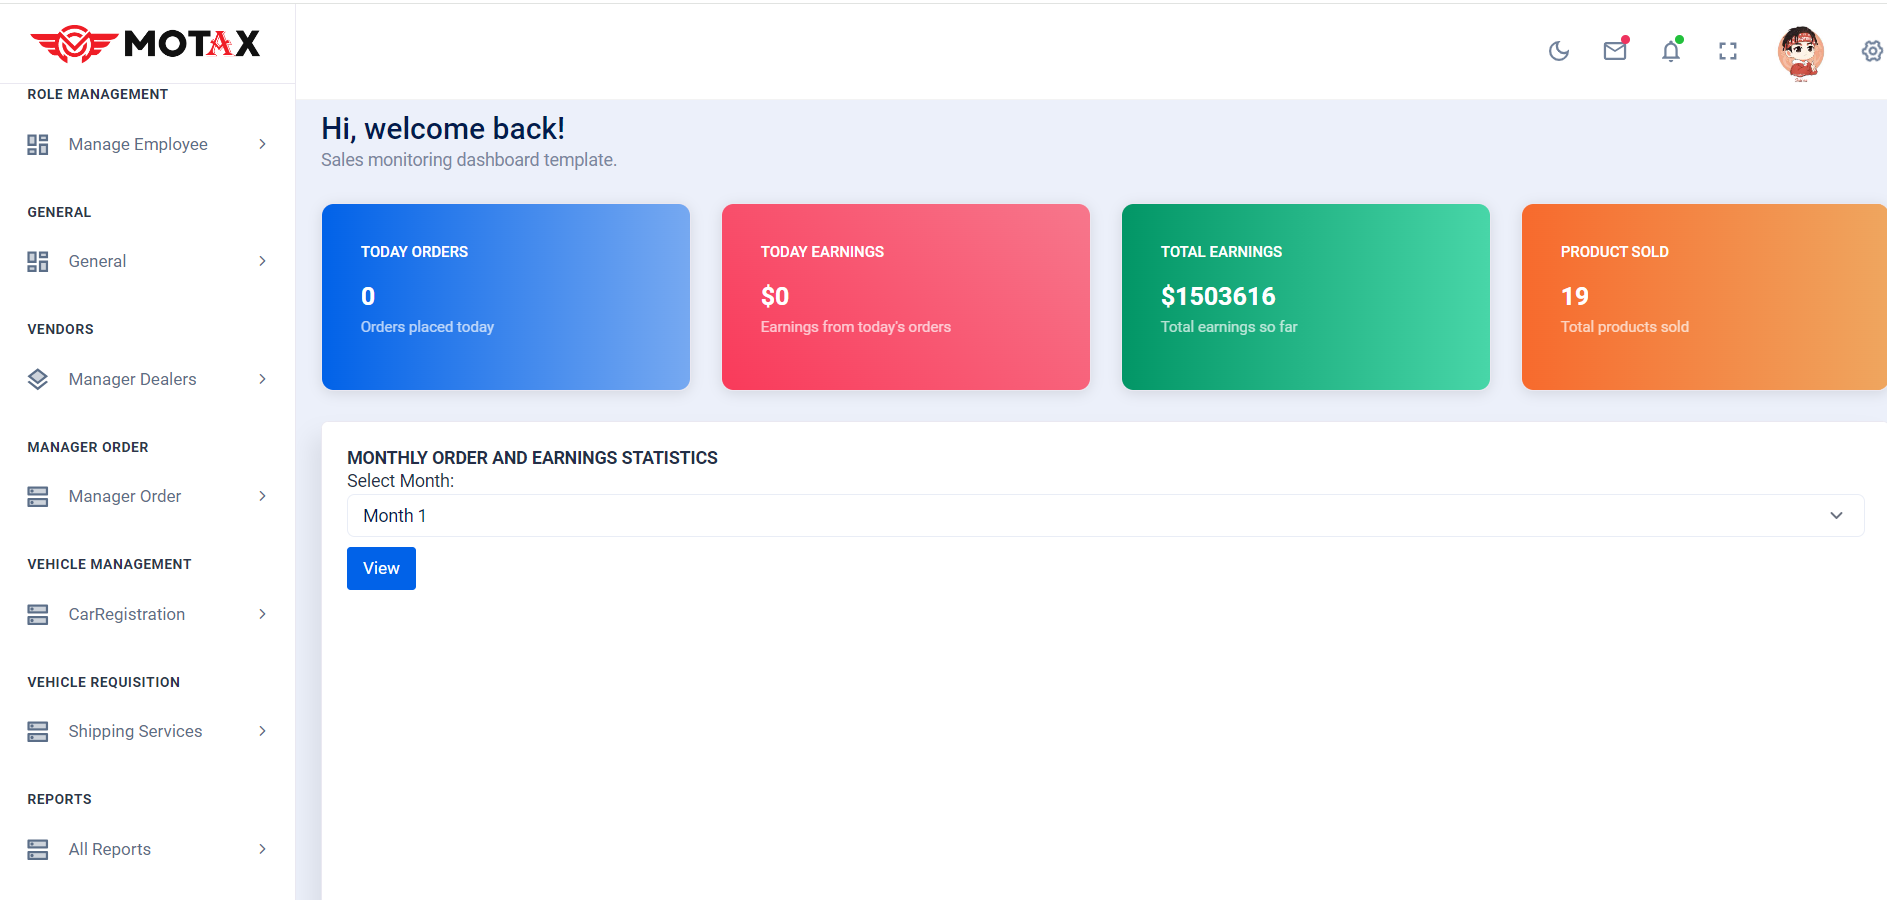 MOTAX
ROLE MANAGEMENT
Manage Employee
GENERAL
General
VENDORS
Manager Dealers
MANAGER ORDER
Manager Order
VEHICLE MANAGEMENT
CarRegistration
VEHICLE REQUISITION
Shipping Services
REPORTS
All Reports
Hi, welcome back!
Sales monitoring dashboard template.
TODAY ORDERS
0
Orders placed today
TODAY EARNINGS
$0
Earnings from today's orders
TOTAL EARNINGS
$1503616
Total earnings so far
PRODUCT SOLD
19
Total products sold
MONTHLY ORDER AND EARNINGS STATISTICS
Select Month:
Month 1
View